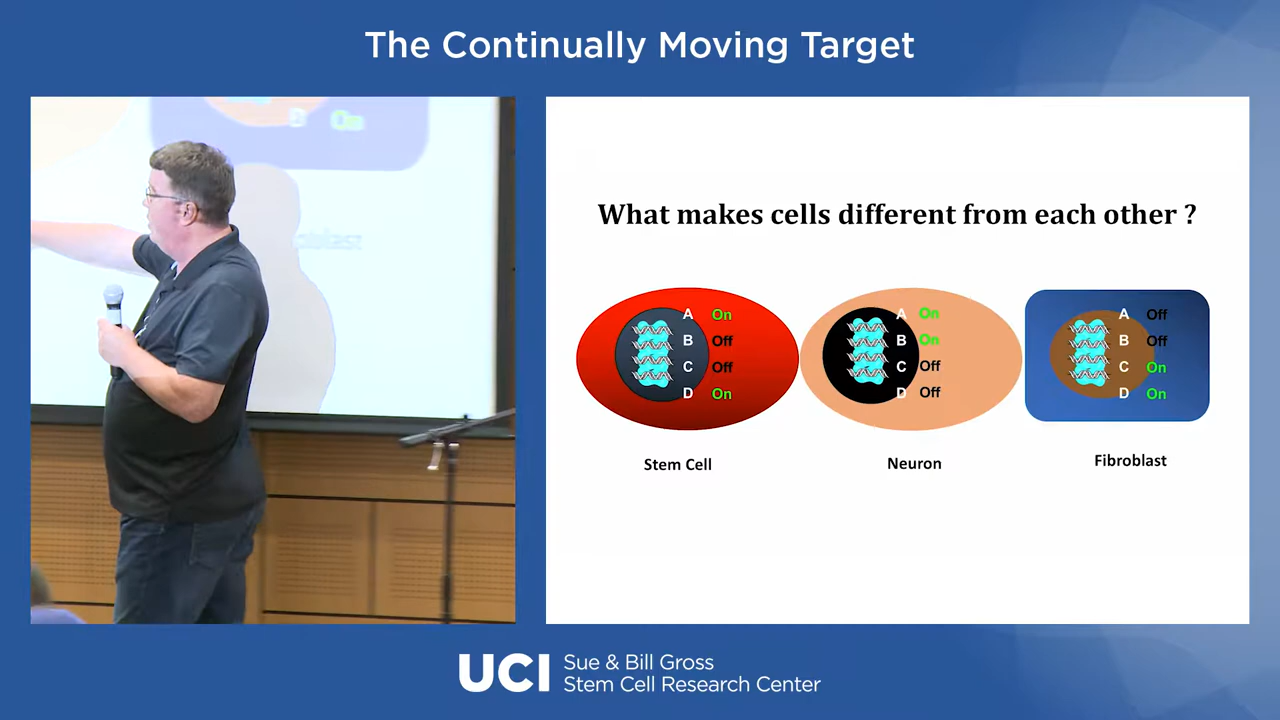 The Continually Moving Target
D On
What makes cells different from each other ?
A On
B Off
C Off
D On
A On
B On
C Off
D Off
A Off
B Off
C On
D On
Stem Cell
Neuron
Fibroblast
UCI Sue & Bill Gross
Stem Cell Research Center